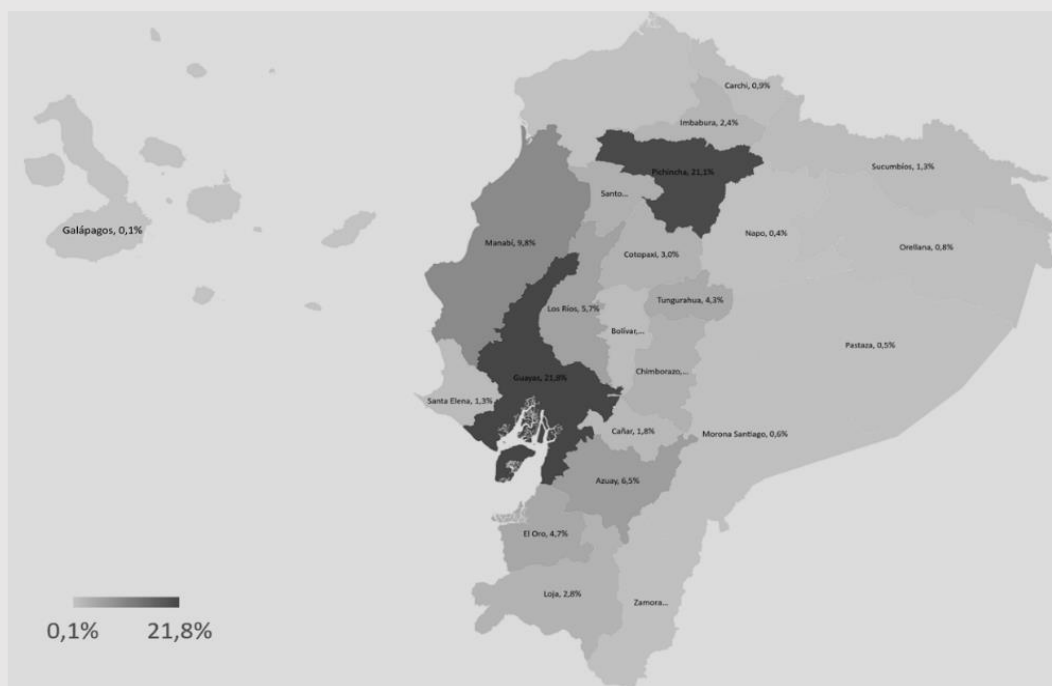 Carchi, 0,9%
Imbabura, 2,4%
Pichincha, 21,1%
Sucumbíos, 1,3%
Santo...
Galápagos, 0,1%
Napo, 0,4%
Manabí, 9,8%
Orellana, 0,8%
Cotopaxi, 3,0%
Tungurahua, 4,3%
Los Ríos, 5,7%
Bolívar,...
Pastaza, 0,5%
Chimborazo,...
Guayas, 21,8%
Santa Elena, 1,3%
Cañar, 1,8%
Morona Santiago, 0,6%
Azuay, 6,5%
El Oro, 4,7%
Loja, 2,8%
Zamora...
0,1% 21,8%